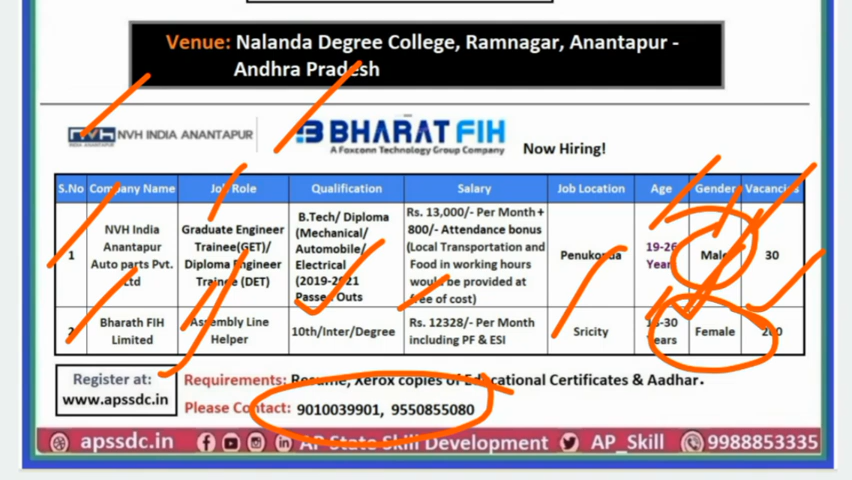 Venue: Nalanda Degree College, Ramnagar, Anantapur -
Andhra Pradesh
NVH
INDIA ANANTAPUR
NVH INDIA ANANTAPUR
BHARAT FIH
A Foxconn Technology Group Company
Now Hiring!
S.No Company Name Job Role Qualification Salary Job Location Age Gender Vacancies
1
NVH India
Anantapur
Auto parts Pvt.
Ltd
Graduate Engineer
Trainee(GET)/
Diploma Engineer
Trainee (DET)
B.Tech/ Diploma
(Mechanical/
Automobile/
Electrical
(2019-2021
Passed Outs
Rs. 13,000/- Per Month +
800/- Attendance bonus
(Local Transportation and
Food in working hours
would be provided at
free of cost)
Penukonda
19-26
Years
Male
30
2
Bharath FIH
Limited
Assembly Line
Helper
10th/Inter/Degree
Rs. 12328/- Per Month
including PF & ESI
Sricity
-30
Years
Female
200
Register at:
www.apssdc.in
Requirements: Resume, Xerox copies of Educational Certificates & Aadhar.
Please Contact: 9010039901, 9550855080
apssdc.in AP State Skill Development AP_Skill 9988853335